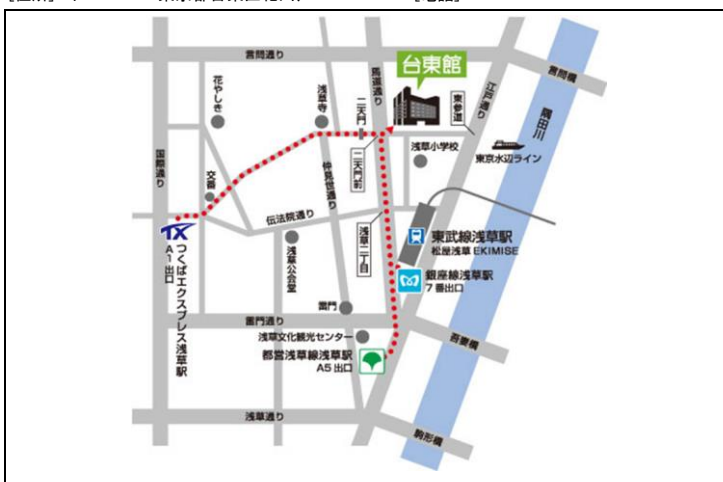 言問通り
台東館
言問橋
花やしき
浅草寺
二天門
馬道通り
江戸通り
東参道
隅田川
国際通り
交番
仲見世通り
二天門前
浅草小学校
東京水辺ライン
伝法院通り
浅草公会堂
浅草二丁目
東武線浅草駅
松屋浅草 EKIMISE
銀座線浅草駅
7番出口
TX
つくばエクスプレス浅草駅
A1出口
雷門
雷門通り
浅草文化観光センター
都営浅草線浅草駅
A5出口
吾妻橋
浅草通り
駒形橋